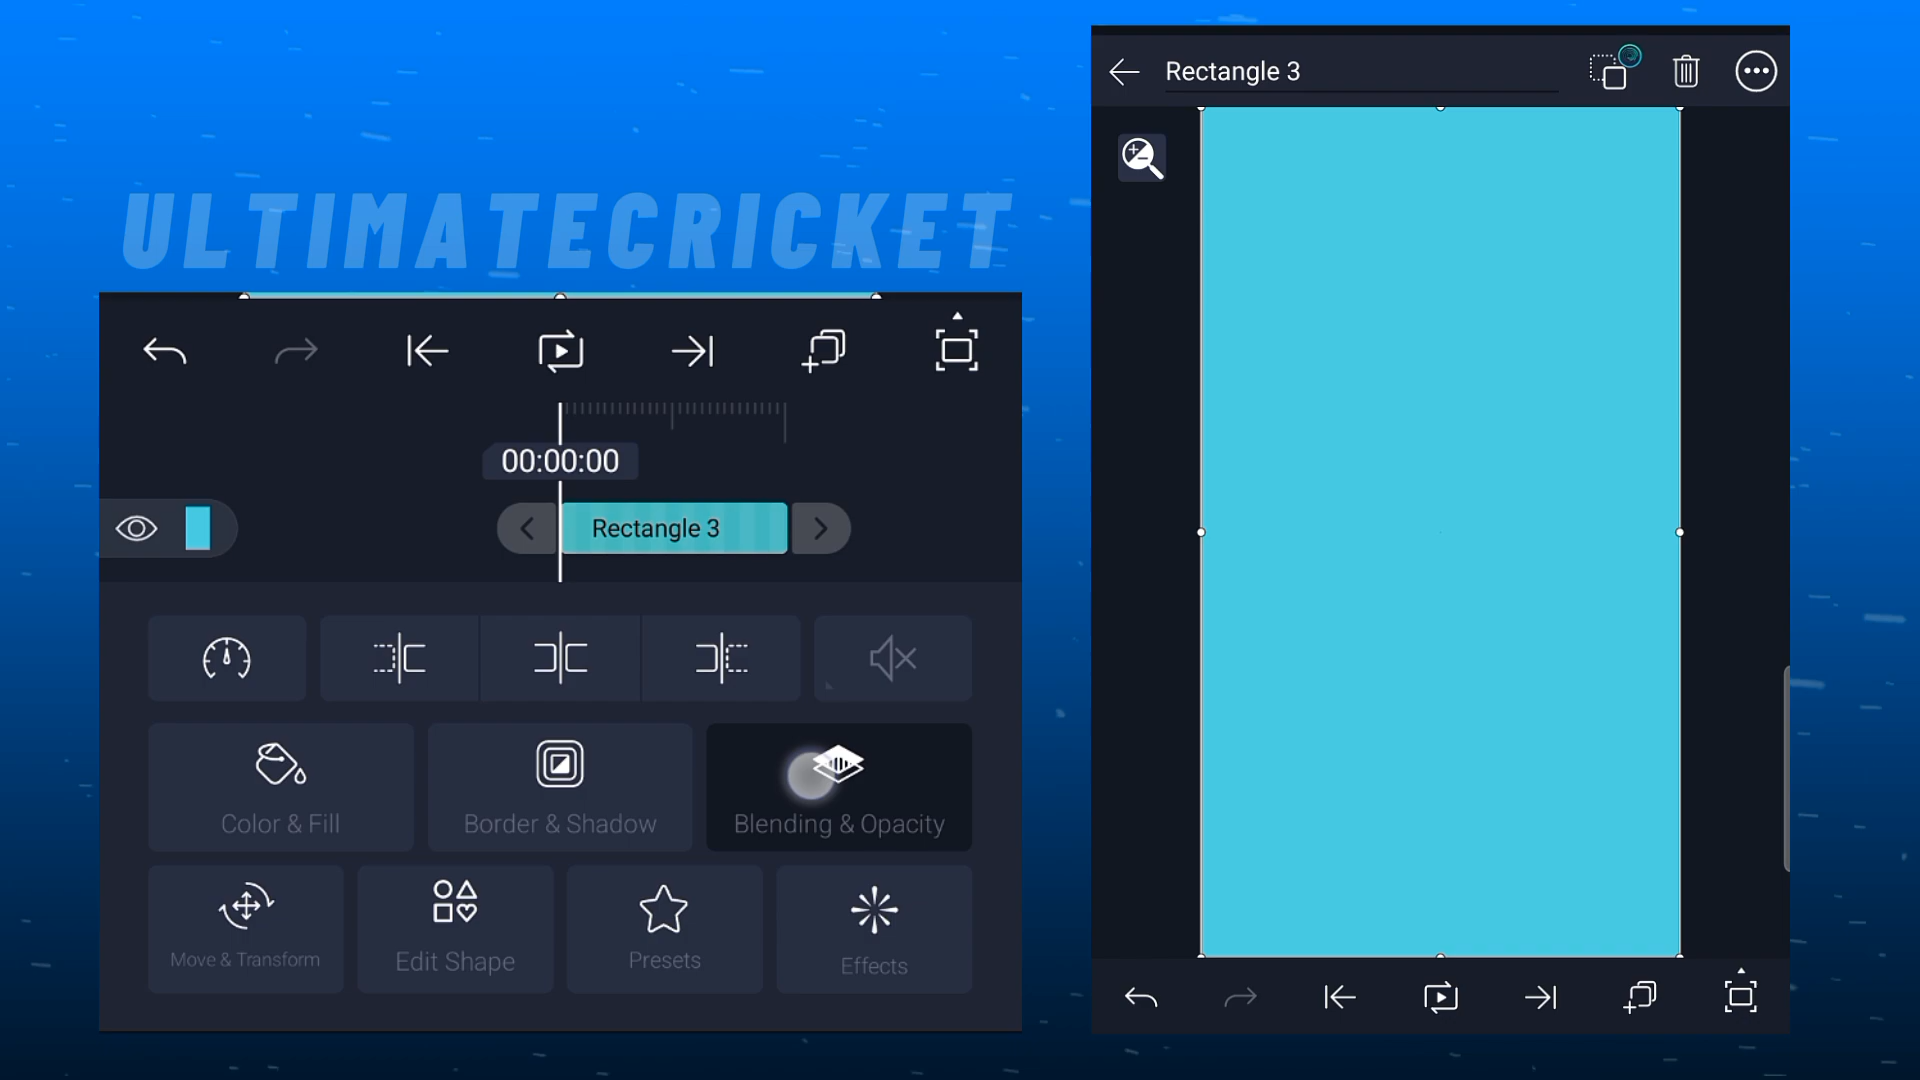 ULTIMATECRICKET
00:00:00
Rectangle 3
Color & Fill
Border & Shadow
Blending & Opacity
Move & Transform
Edit Shape
Presets
Effects
Rectangle 3